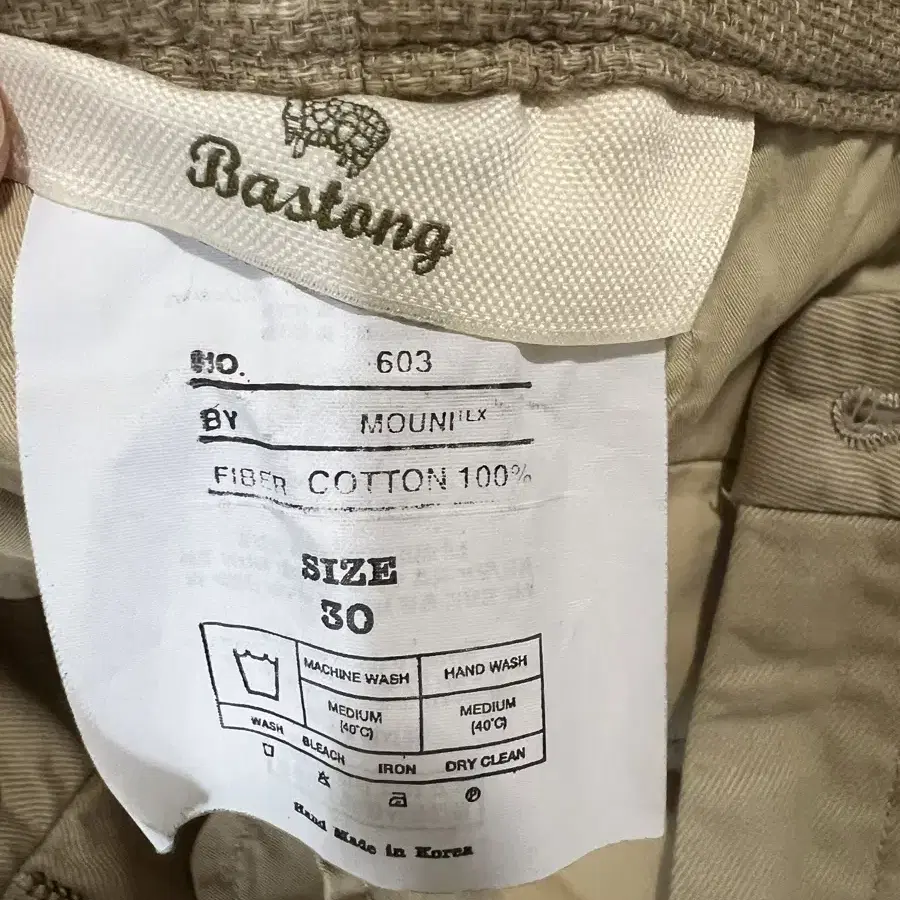 Bastong
NO. 603
BY
FIBER COTTON 100%
SIZE
30
MACHINE WASH HAND WASH
MEDIUM MEDIUM
(40°C) (40°C)
WASH BLEACH IRON DRY CLEAN
Hand Made in Korea